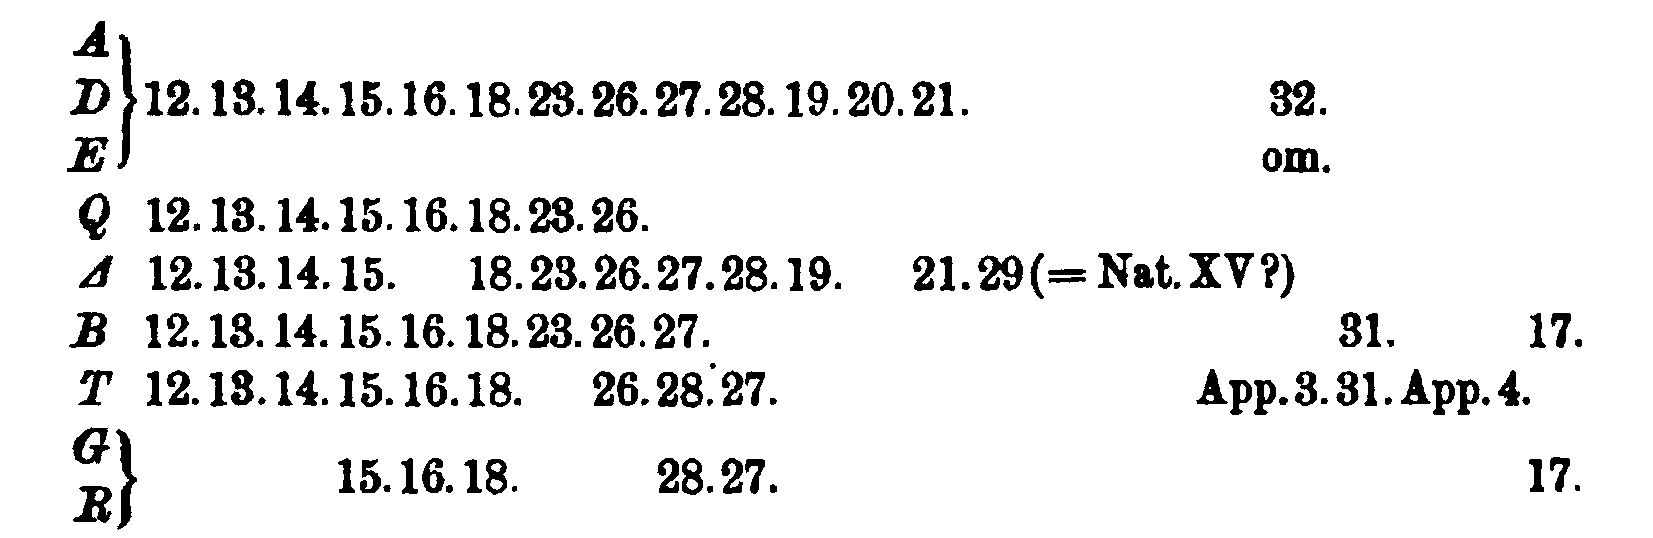 A
D } 12. 13. 14. 15. 16. 18. 23. 26. 27. 28. 19. 20. 21. 32.
E om.
Q 12. 13. 14. 15. 16. 18. 23. 26.
Δ 12. 13. 14. 15. 18. 23. 26. 27. 28. 19. 21. 29 (= Nat. XV?)
B 12. 13. 14. 15. 16. 18. 23. 26. 27. 31. 17.
T 12. 13. 14. 15. 16. 18. 26. 28. 27. App. 3. 31. App. 4.
G
} 15. 16. 18. 28. 27. 17.
R